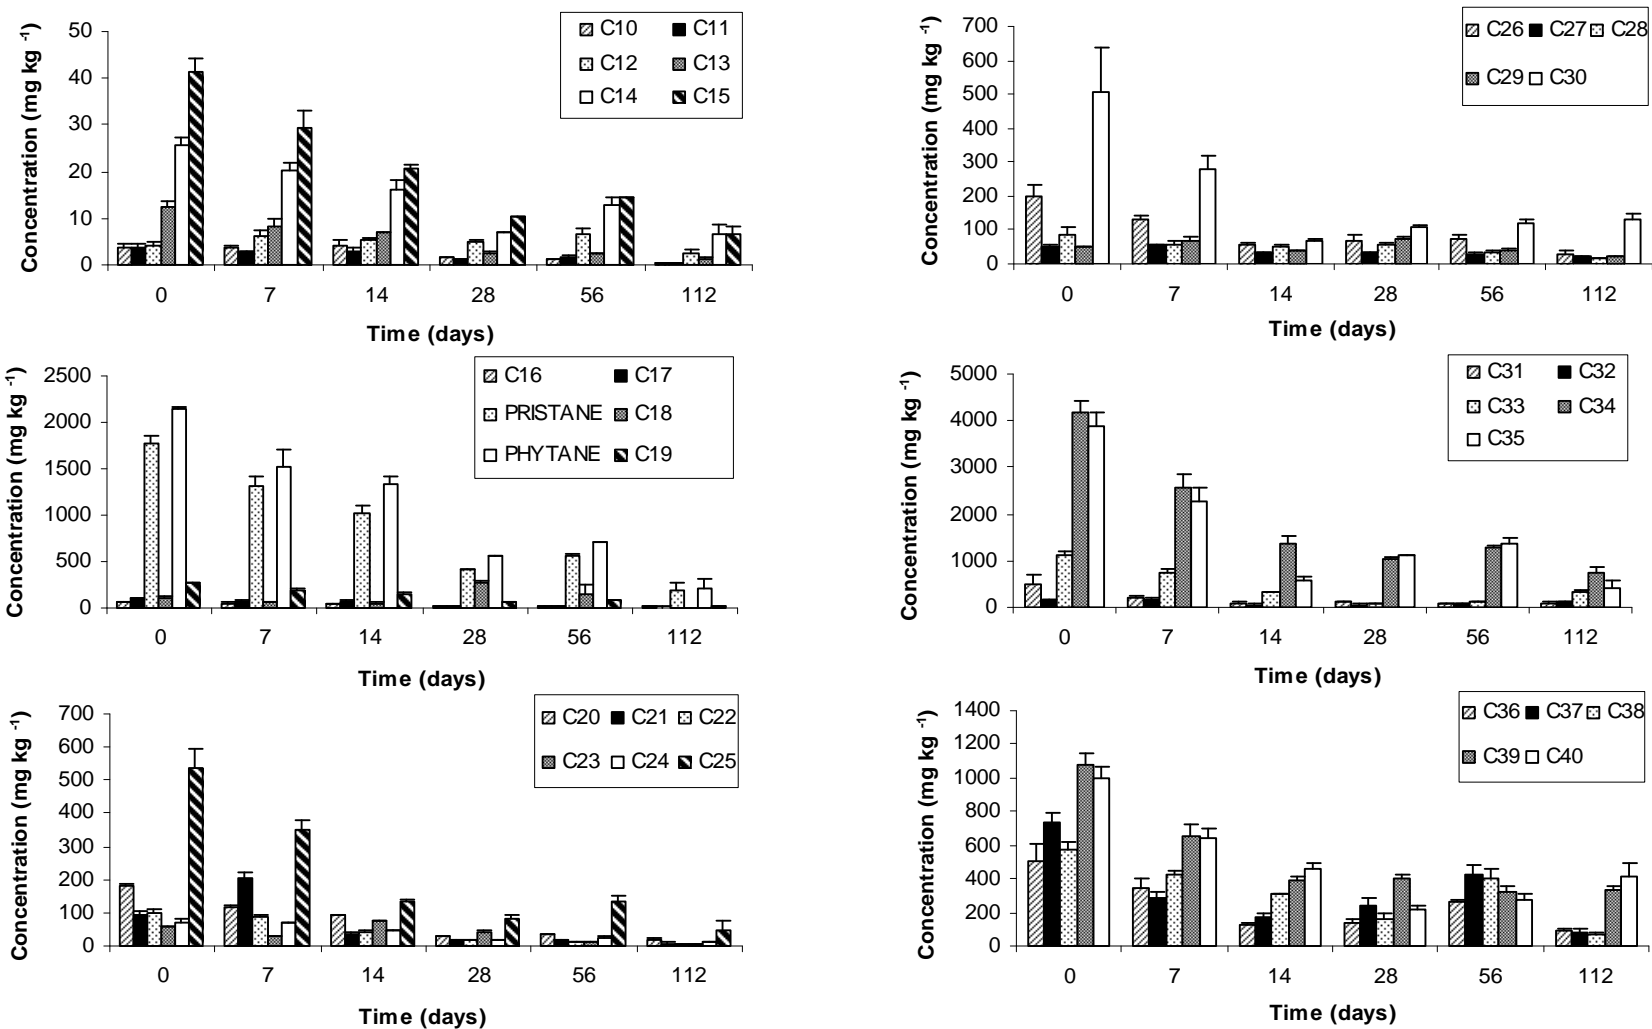 Concentration (mg kg -1)
50
40
30
20
10
0
C10 C11
C12 C13
C14 C15
0 7 14 28 56 112
Time (days)
Concentration (mg kg -1)
700
600
500
400
300
200
100
0
C26 C27 C28
C29 C30
0 7 14 28 56 112
Time (days)
Concentration (mg kg -1)
2500
2000
1500
1000
500
0
C16 C17
PRISTANE C18
PHYTANE C19
0 7 14 28 56 112
Time (days)
Concentration (mg kg -1)
5000
4000
3000
2000
1000
0
C31 C32
C33 C34
C35
0 7 14 28 56 112
Time (days)
Concentration (mg kg -1)
700
600
500
400
300
200
100
0
C20 C21 C22
C23 C24 C25
0 7 14 28 56 112
Time (days)
Concentration (mg kg -1)
1400
1200
1000
800
600
400
200
0
C36 C37 C38
C39 C40
0 7 14 28 56 112
Time (days)